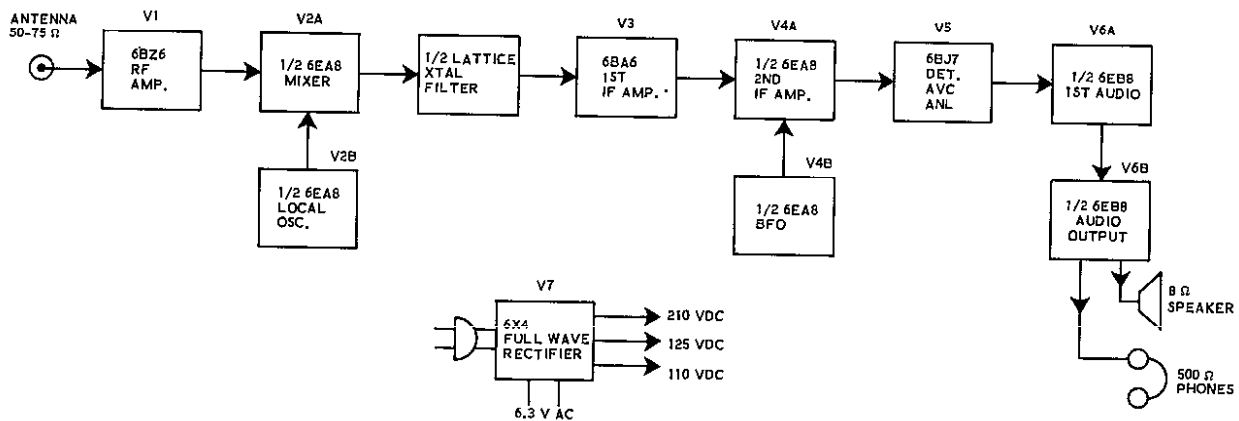 ANTENNA
50-75 Ω
V1
6BZ6
RF
AMP.
V2A
1/2 6EA8
MIXER
1/2 LATTICE
XTAL
FILTER
V3
6BA6
1ST
IF AMP.
V4A
1/2 6EA8
2ND
IF AMP.
V5
6BJ7
DET.
AVC
ANL
V6A
1/2 6EB8
1ST AUDIO
V2B
1/2 6EA8
LOCAL
OSC.
V4B
1/2 6EA8
BFO
V6B
1/2 6EB8
AUDIO
OUTPUT
8 Ω
SPEAKER
500 Ω
PHONES
V7
6X4
FULL WAVE
RECTIFIER
210 VDC
125 VDC
110 VDC
6.3 V AC